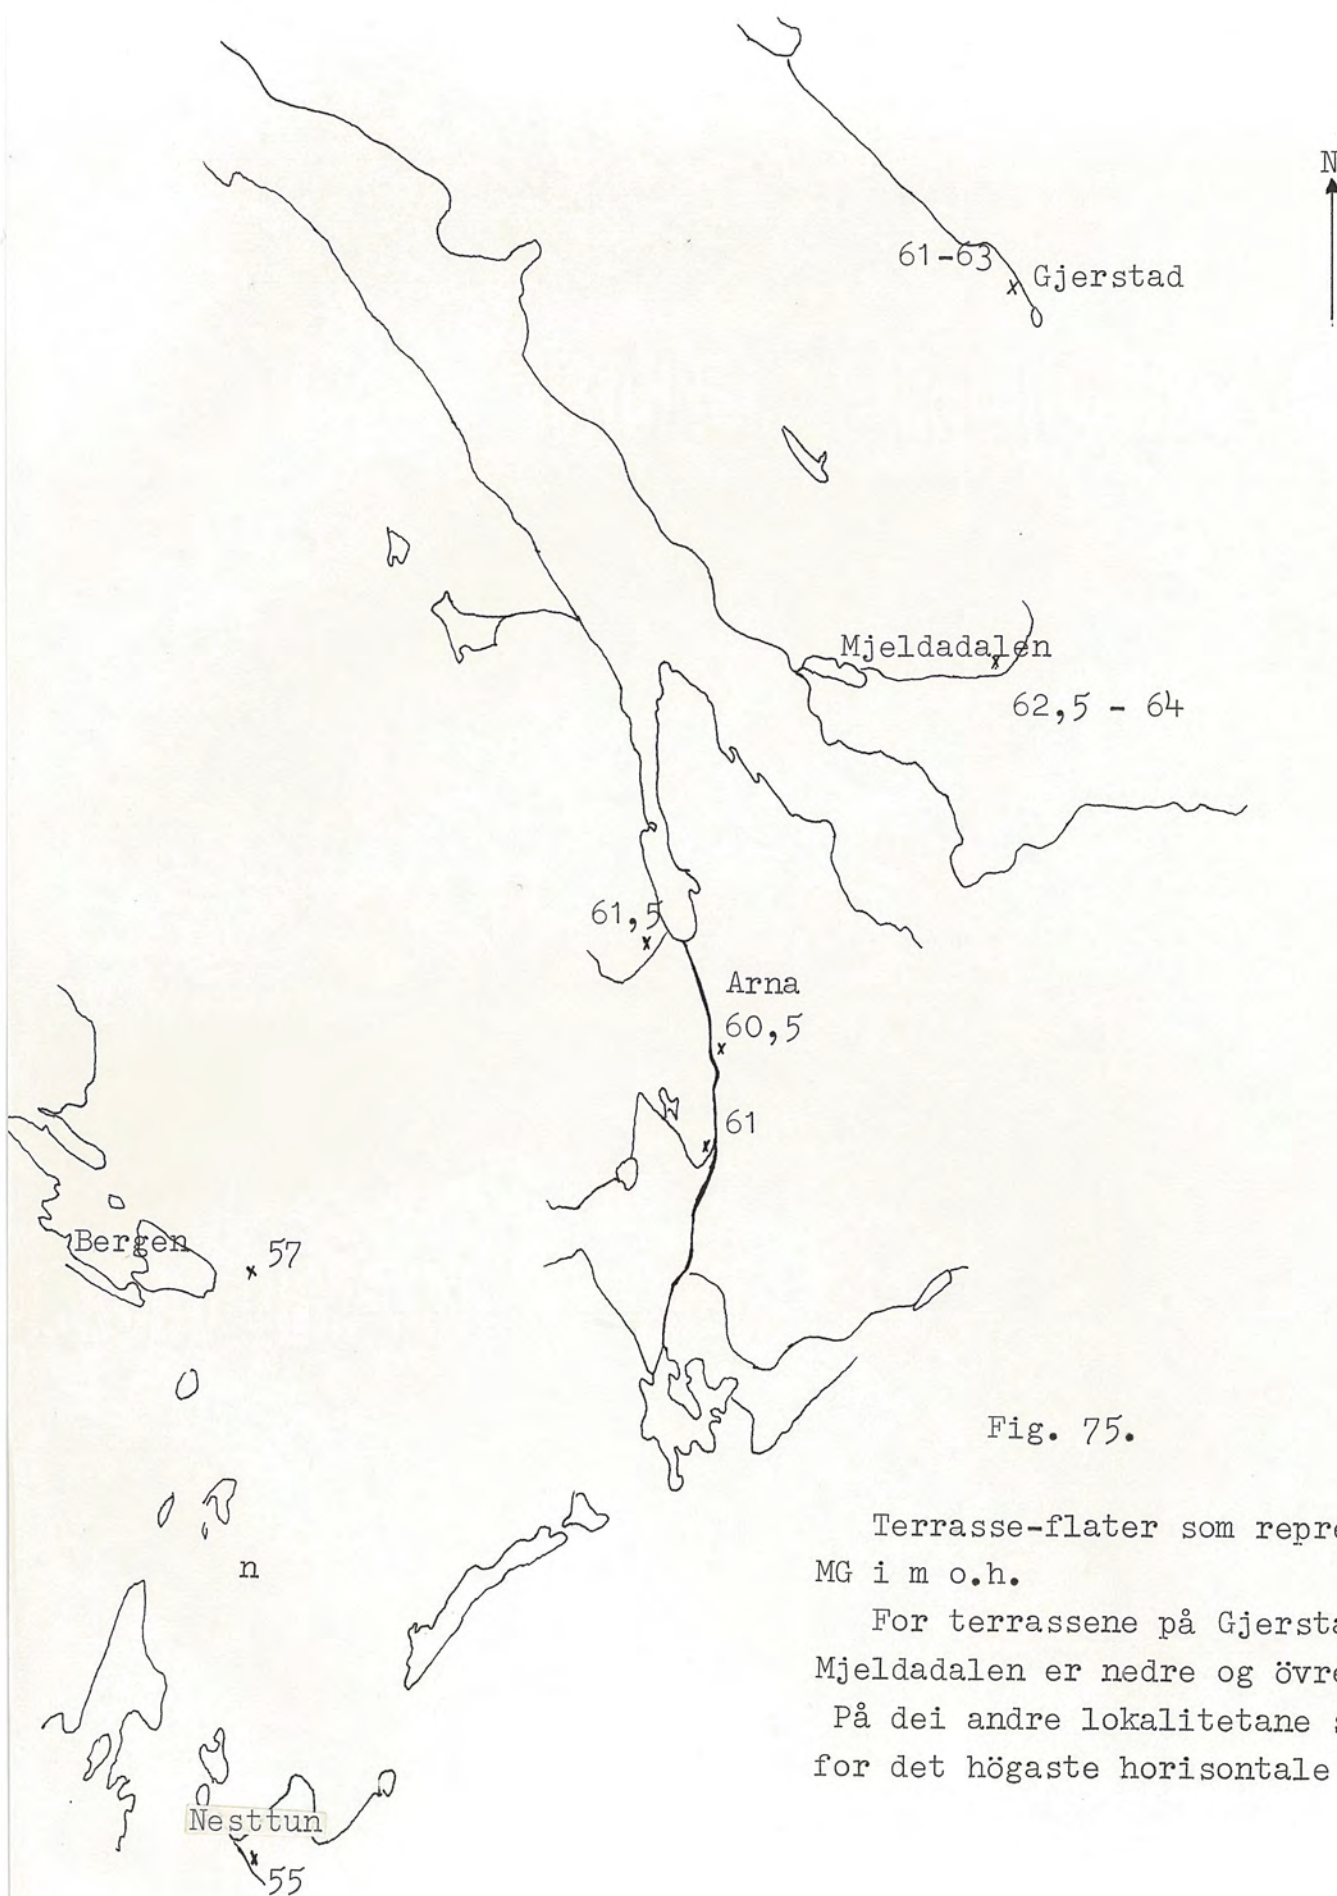 N
61-63
Gjerstad
Mjeldadalen
62,5 - 64
61,5
Arna
60,5
61
Bergen
57
Fig. 75.
n
Terrasse-flater som repre
MG i m o.h.
For terrassene på Gjersta
Mjeldadalen er nedre og övre
På dei andre lokalitetane s
for det högaste horisontale
Nesttun
55